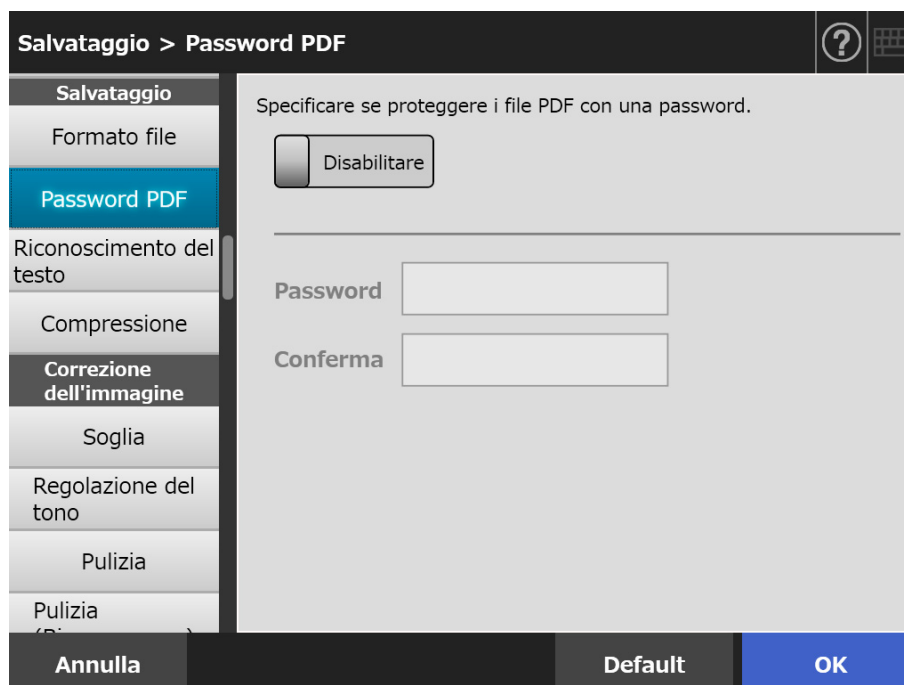 Salvataggio > Password PDF
Salvataggio
Formato file
Password PDF
Riconoscimento del
testo
Compressione
Correzione
dell'immagine
Soglia
Regolazione del
tono
Pulizia
Pulizia
Specificare se proteggere i file PDF con una password.
Disabilitare
Password
Conferma
Annulla
Default
OK